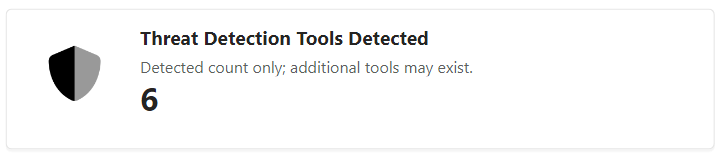 Threat Detection Tools Detected
Detected count only; additional tools may exist.
6